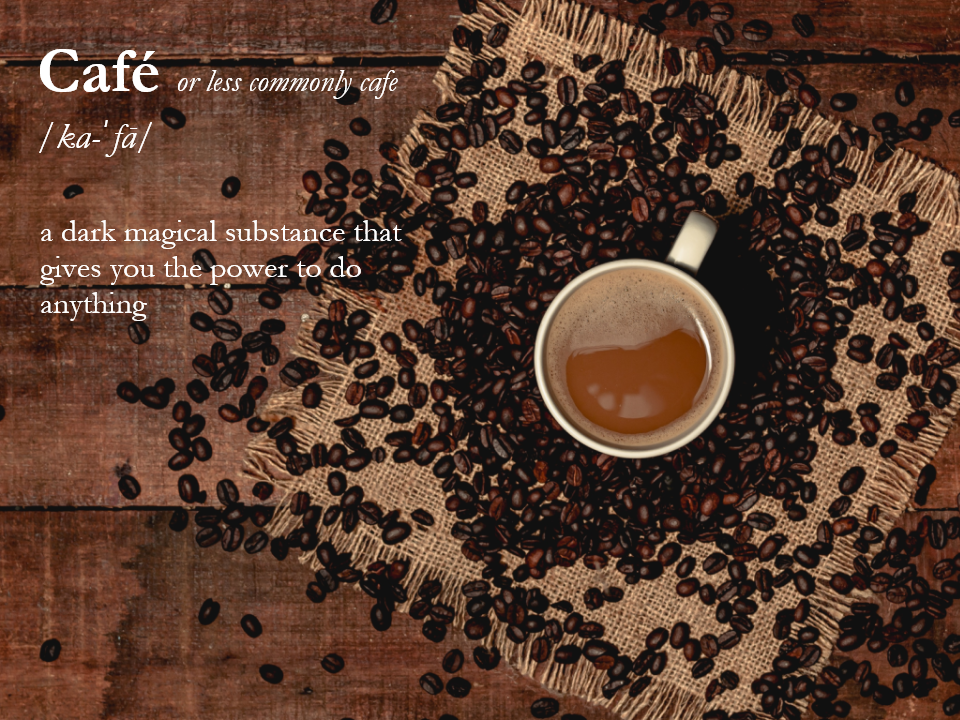 Café or less commonly cafe
/ka-ˈfā/
a dark magical substance that
gives you the power to do
anything